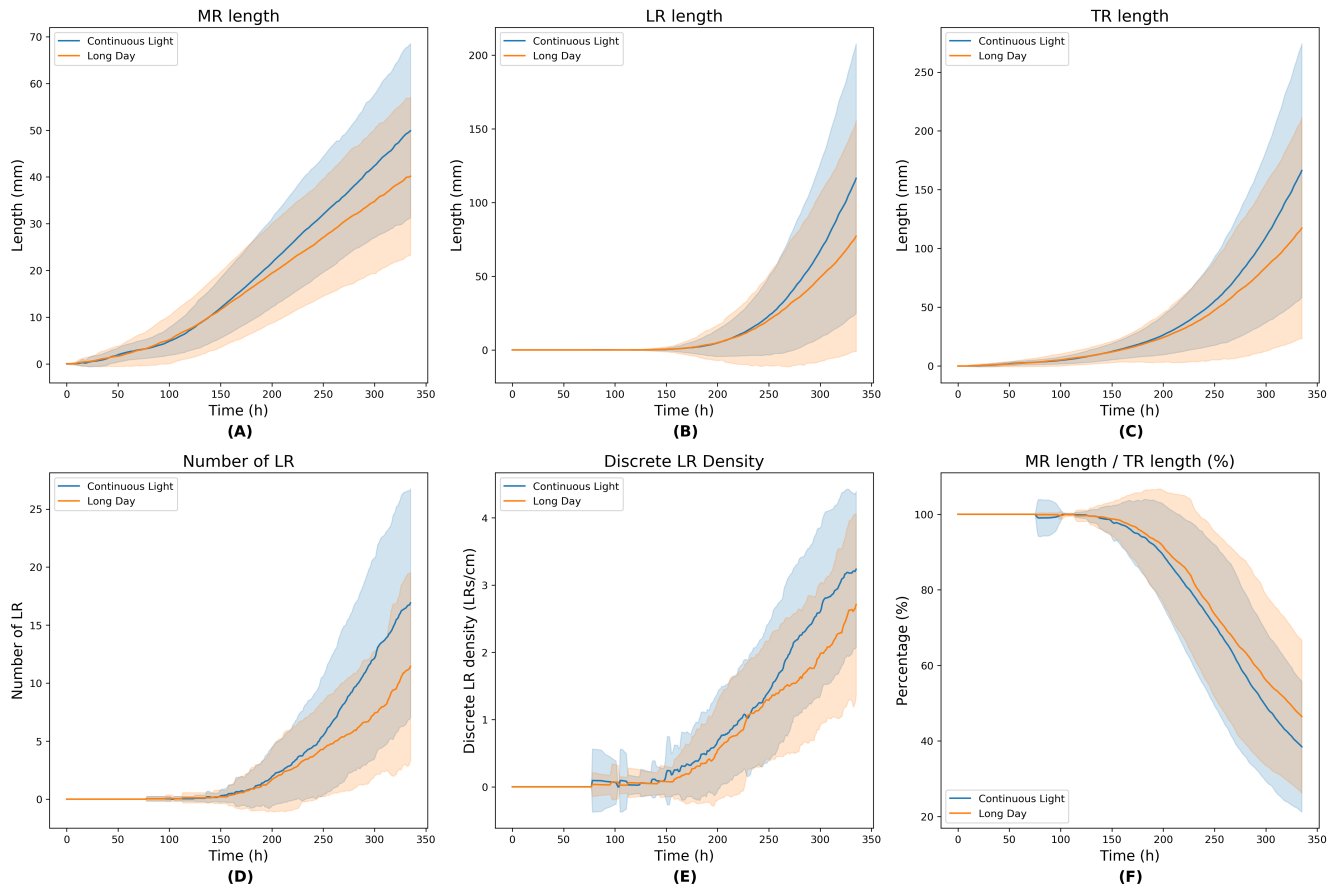 MR length
LR length
TR length
Continuous Light
Long Day
Continuous Light
Long Day
Continuous Light
Long Day
70
60
50
40
30
20
10
0
Length (mm)
200
150
100
50
0
Length (mm)
250
200
150
100
50
0
Length (mm)
0 50 100 150 200 250 300 350
0 50 100 150 200 250 300 350
0 50 100 150 200 250 300 350
Time (h)
Time (h)
Time (h)
(A)
(B)
(C)
Number of LR
Discrete LR Density
MR length / TR length (%)
Continuous Light
Long Day
Continuous Light
Long Day
25
20
15
10
5
0
Number of LR
4
3
2
1
0
Discrete LR density (LRs/cm)
100
80
60
40
20
Percentage (%)
Continuous Light
Long Day
0 50 100 150 200 250 300 350
0 50 100 150 200 250 300 350
0 50 100 150 200 250 300 350
Time (h)
Time (h)
Time (h)
(D)
(E)
(F)